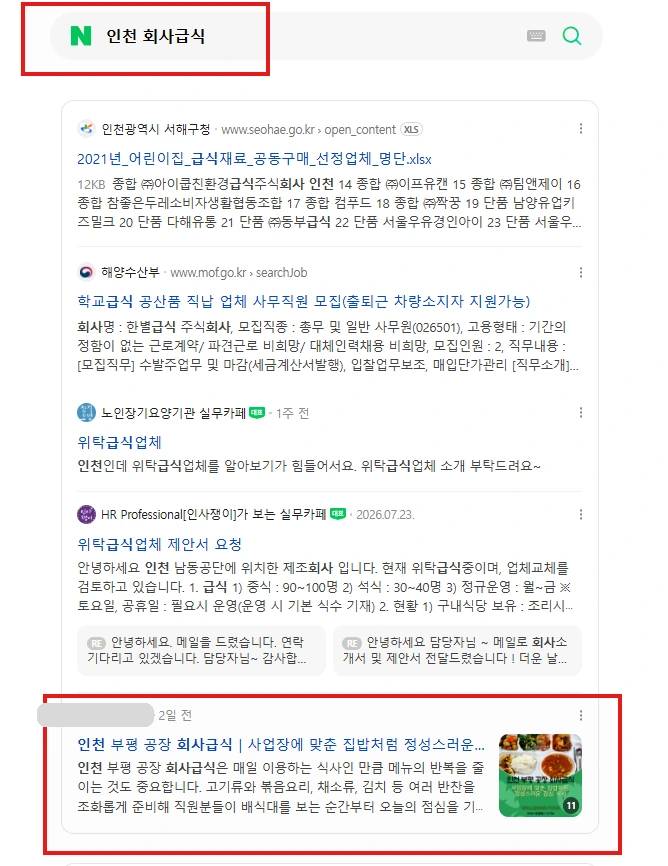 인천 회사급식
인천광역시 서해구청 · www.seohae.go.kr › open_content XLS
2021년_어린이집_급식재료_공동구매_선정업체_명단.xlsx
12KB 종합 ㈜아이쿱친환경급식주식회사 인천 14 종합 ㈜이프유캔 15 종합 ㈜팀앤제이 16
종합 참좋은두레소비자생활협동조합 17 종합 컴푸드 18 종합 ㈜짝꿍 19 단품 남양유업키
즈밀크 20 단품 다해유통 21 단품 ㈜동부급식 22 단품 서울우유경인아이 23 단품 서울우...
해양수산부 · www.mof.go.kr › searchJob
학교급식 공산품 직납 업체 사무직원 모집(출퇴근 차량소지자 지원가능)
회사명 : 한별급식 주식회사, 모집직종 : 총무 및 일반 사무원(026501), 고용형태 : 기간의
정함이 없는 근로계약/ 파견근로 비희망/ 대체인력채용 비희망, 모집인원 : 2, 직무내용 :
[모집직무] 수발주업무 및 마감(세금계산서발행), 입찰업무보조, 매입단가관리 [직무소개]...
노인장기요양기관 실무카페 대표 · 1주 전
위탁급식업체
인천인데 위탁급식업체를 알아보기가 힘들어서요. 위탁급식업체 소개 부탁드려요~
HR Professional[인사쟁이]가 보는 실무카페 대표 · 2026.07.23.
위탁급식업체 제안서 요청
안녕하세요 인천 남동공단에 위치한 제조회사 입니다. 현재 위탁급식중이며, 업체교체를
검토하고 있습니다. 1. 급식 1) 중식 : 90~100명 2) 석식 : 30~40명 3) 정규운영 : 월~금 ※
토요일, 공휴일 : 필요시 운영(운영 시 기본 식수 기재) 2. 현황 1) 구내식당 보유 : 조리시...
RE 안녕하세요. 메일을 드렸습니다. 연락
기다리고 있겠습니다. 담당자님~ 감사합...
RE 안녕하세요 담당자님 ~ 메일로 회사소
개서 및 제안서 전달드렸습니다 ! 더운 날...
2일 전
인천 부평 공장 회사급식 | 사업장에 맞춘 집밥처럼 정성스러운...
인천 부평 공장 회사급식은 매일 이용하는 식사인 만큼 메뉴의 반복을 줄
이는 것도 중요합니다. 고기류와 볶음요리, 채소류, 김치 등 여러 반찬을
조화롭게 준비해 직원분들이 배식대를 보는 순간부터 오늘의 점심을 기...
인천 부평 공장 회사급식
사업장에 맞춘 집밥처럼
11